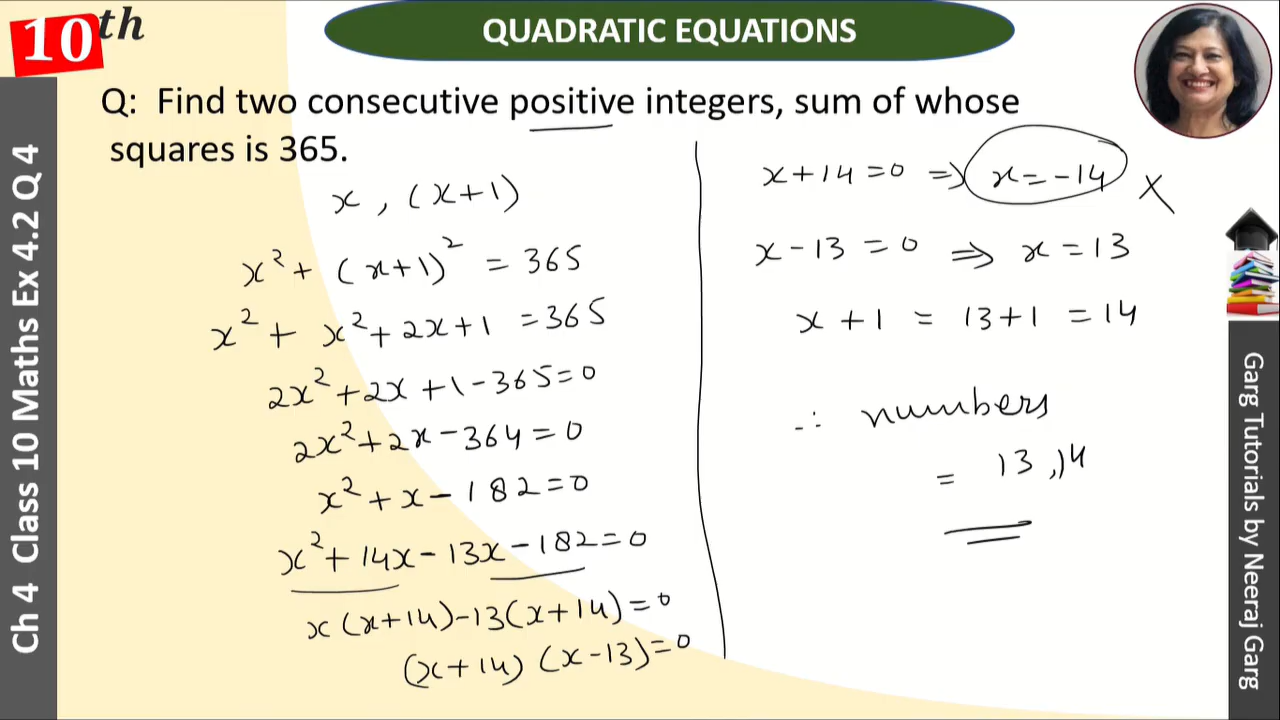 10th
QUADRATIC EQUATIONS
Q: Find two consecutive positive integers, sum of whose
squares is 365.
x , (x+1)
x² + (x+1)² = 365
x² + x² + 2x + 1 = 365
2x² + 2x + 1 - 365 = 0
2x² + 2x - 364 = 0
x² + x - 182 = 0
x² + 14x - 13x - 182 = 0
x(x+14) - 13(x+14) = 0
(x+14) (x-13) = 0
x + 14 = 0 ⇒ x = -14 X
x - 13 = 0 ⇒ x = 13
x + 1 = 13 + 1 = 14
∴ numbers
= 13, 14
Ch 4 Class 10 Maths Ex 4.2 Q 4
Garg Tutorials by Neeraj Garg